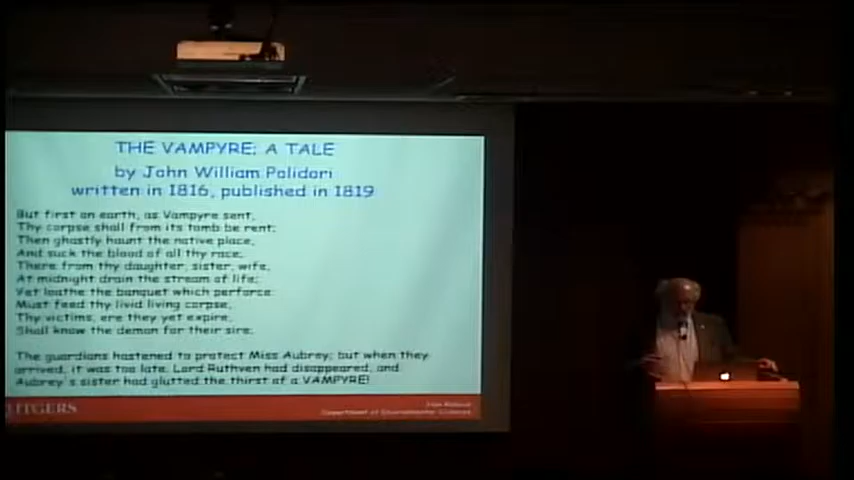 THE VAMPYRE; A TALE
by John William Polidori
written in 1816, published in 1819
But first on earth, as Vampyre sent,
Thy corpse shall from its tomb be rent;
Then ghastly haunt the native place,
And suck the blood of all thy race;
There from thy daughter, sister, wife,
At midnight drain the stream of life;
Yet loathe the banquet which perforce
Must feed thy livid living corpse,
Thy victims, ere they yet expire,
Shall know the demon for their sire.
The guardians hastened to protect Miss Aubrey; but when they
arrived, it was too late. Lord Ruthven had disappeared, and
Aubrey's sister had glutted the thirst of a VAMPYRE!
RUTGERS
Department of Environmental Sciences